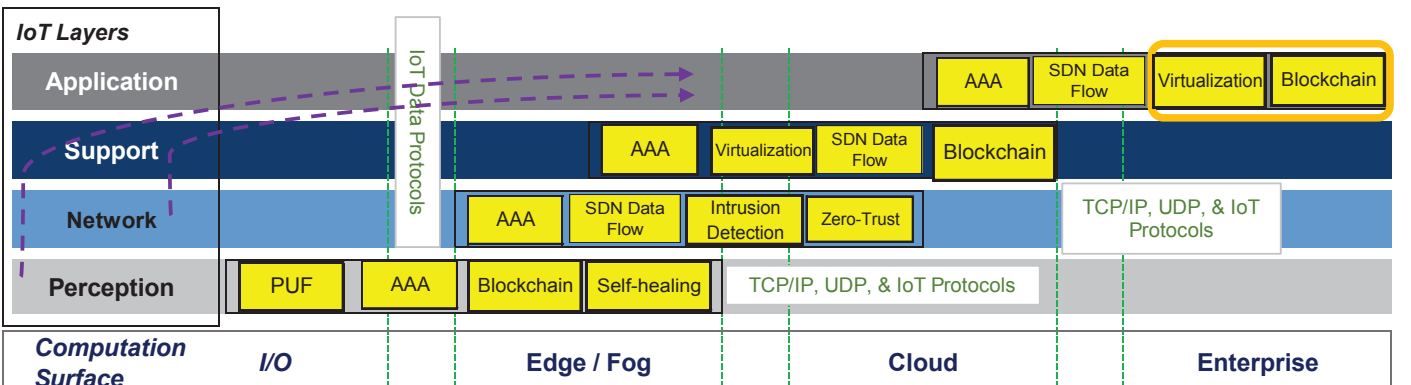 IoT Layers
Application
IoT Data Protocols
AAA
SDN Data
Flow
Virtualization
Blockchain
Support
AAA
Virtualization
SDN Data
Flow
Blockchain
Network
AAA
SDN Data
Flow
Intrusion
Detection
Zero-Trust
TCP/IP, UDP, & IoT
Protocols
Perception
PUF
AAA
Blockchain
Self-healing
TCP/IP, UDP, & IoT Protocols
Computation
Surface
I/O
Edge / Fog
Cloud
Enterprise